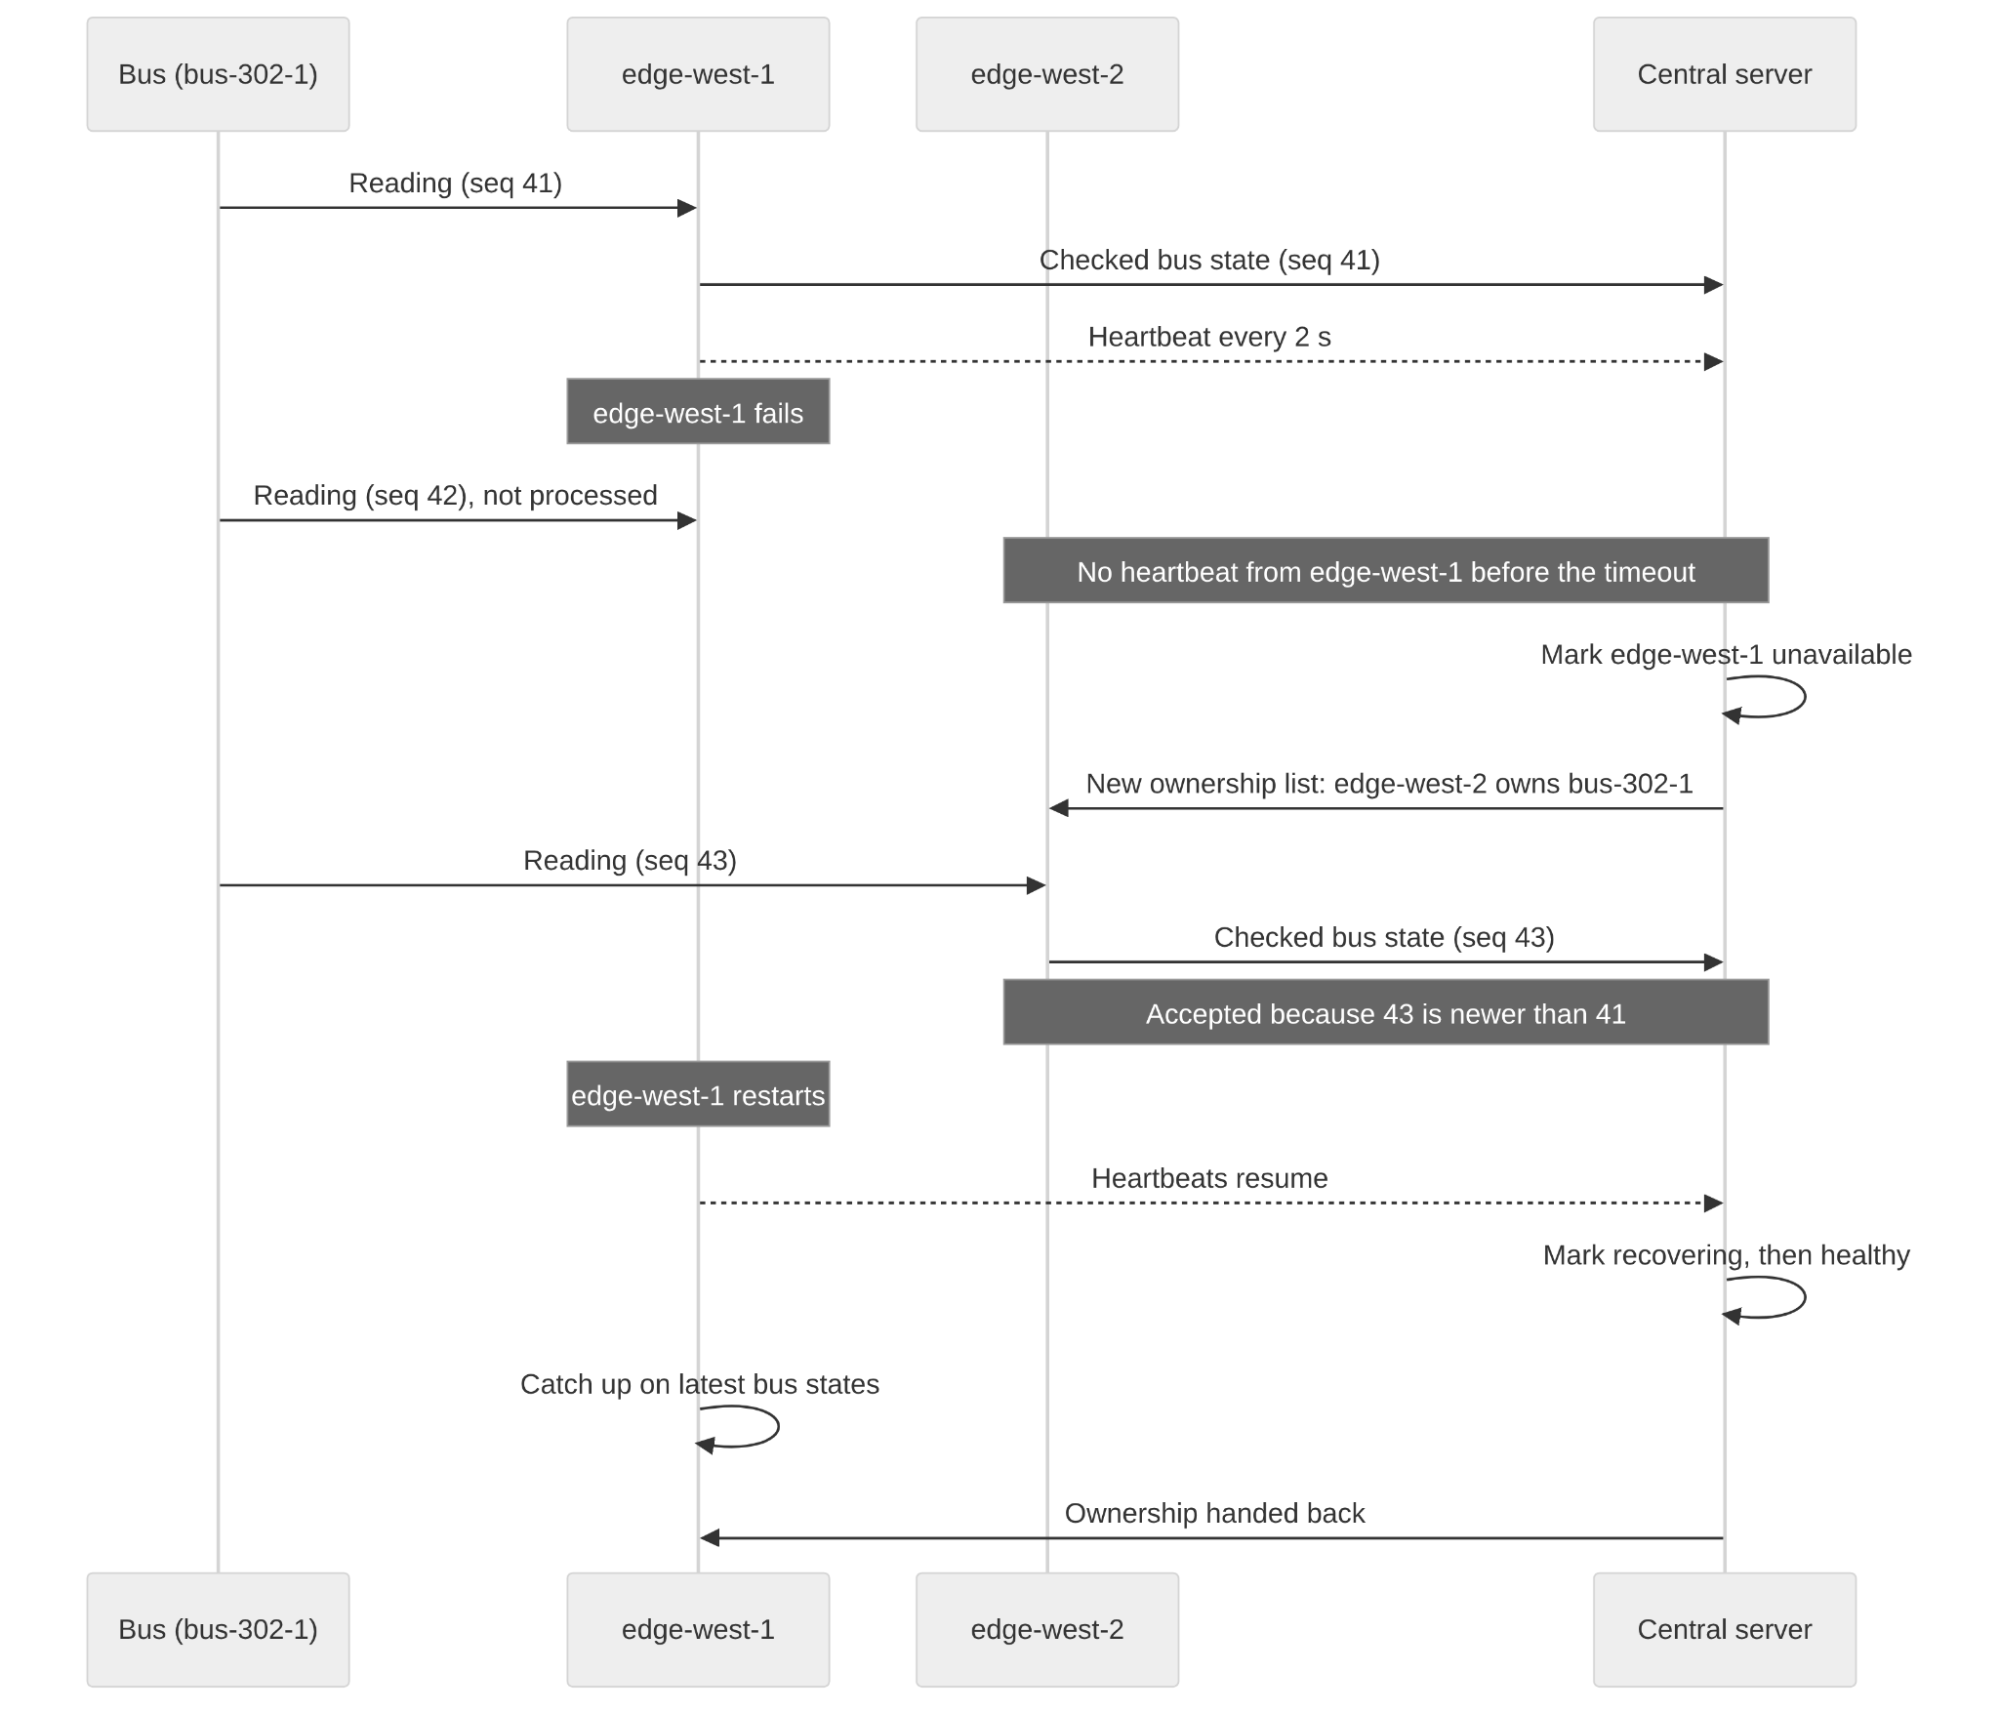 Bus (bus-302-1)
edge-west-1
edge-west-2
Central server
Reading (seq 41)
Checked bus state (seq 41)
Heartbeat every 2 s
edge-west-1 fails
Reading (seq 42), not processed
No heartbeat from edge-west-1 before the timeout
Mark edge-west-1 unavailable
New ownership list: edge-west-2 owns bus-302-1
Reading (seq 43)
Checked bus state (seq 43)
Accepted because 43 is newer than 41
edge-west-1 restarts
Heartbeats resume
Mark recovering, then healthy
Catch up on latest bus states
Ownership handed back
Bus (bus-302-1)
edge-west-1
edge-west-2
Central server